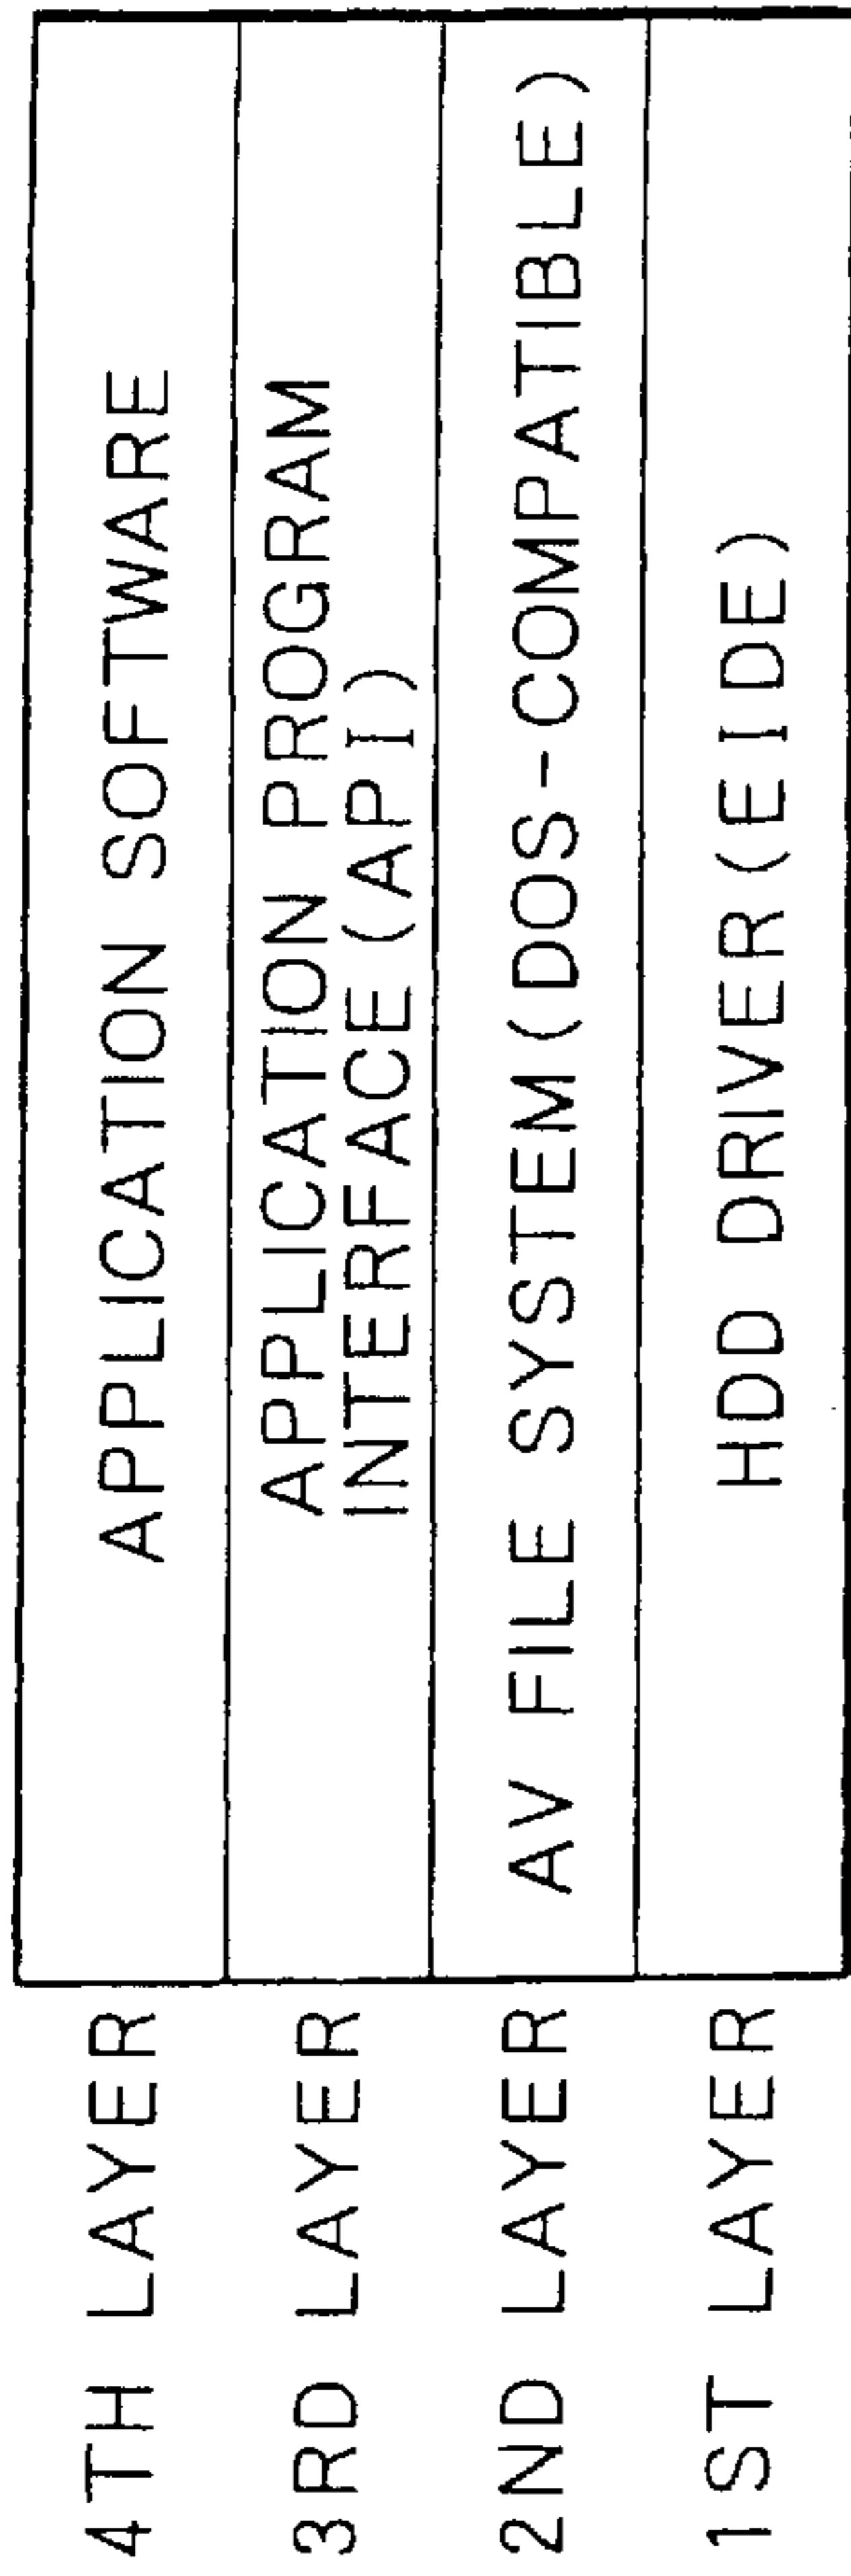 4TH LAYER APPLICATION SOFTWARE
3RD LAYER APPLICATION PROGRAM
INTERFACE(API)
2ND LAYER AV FILE SYSTEM(DOS-COMPATIBLE)
1ST LAYER HDD DRIVER(EIDE)